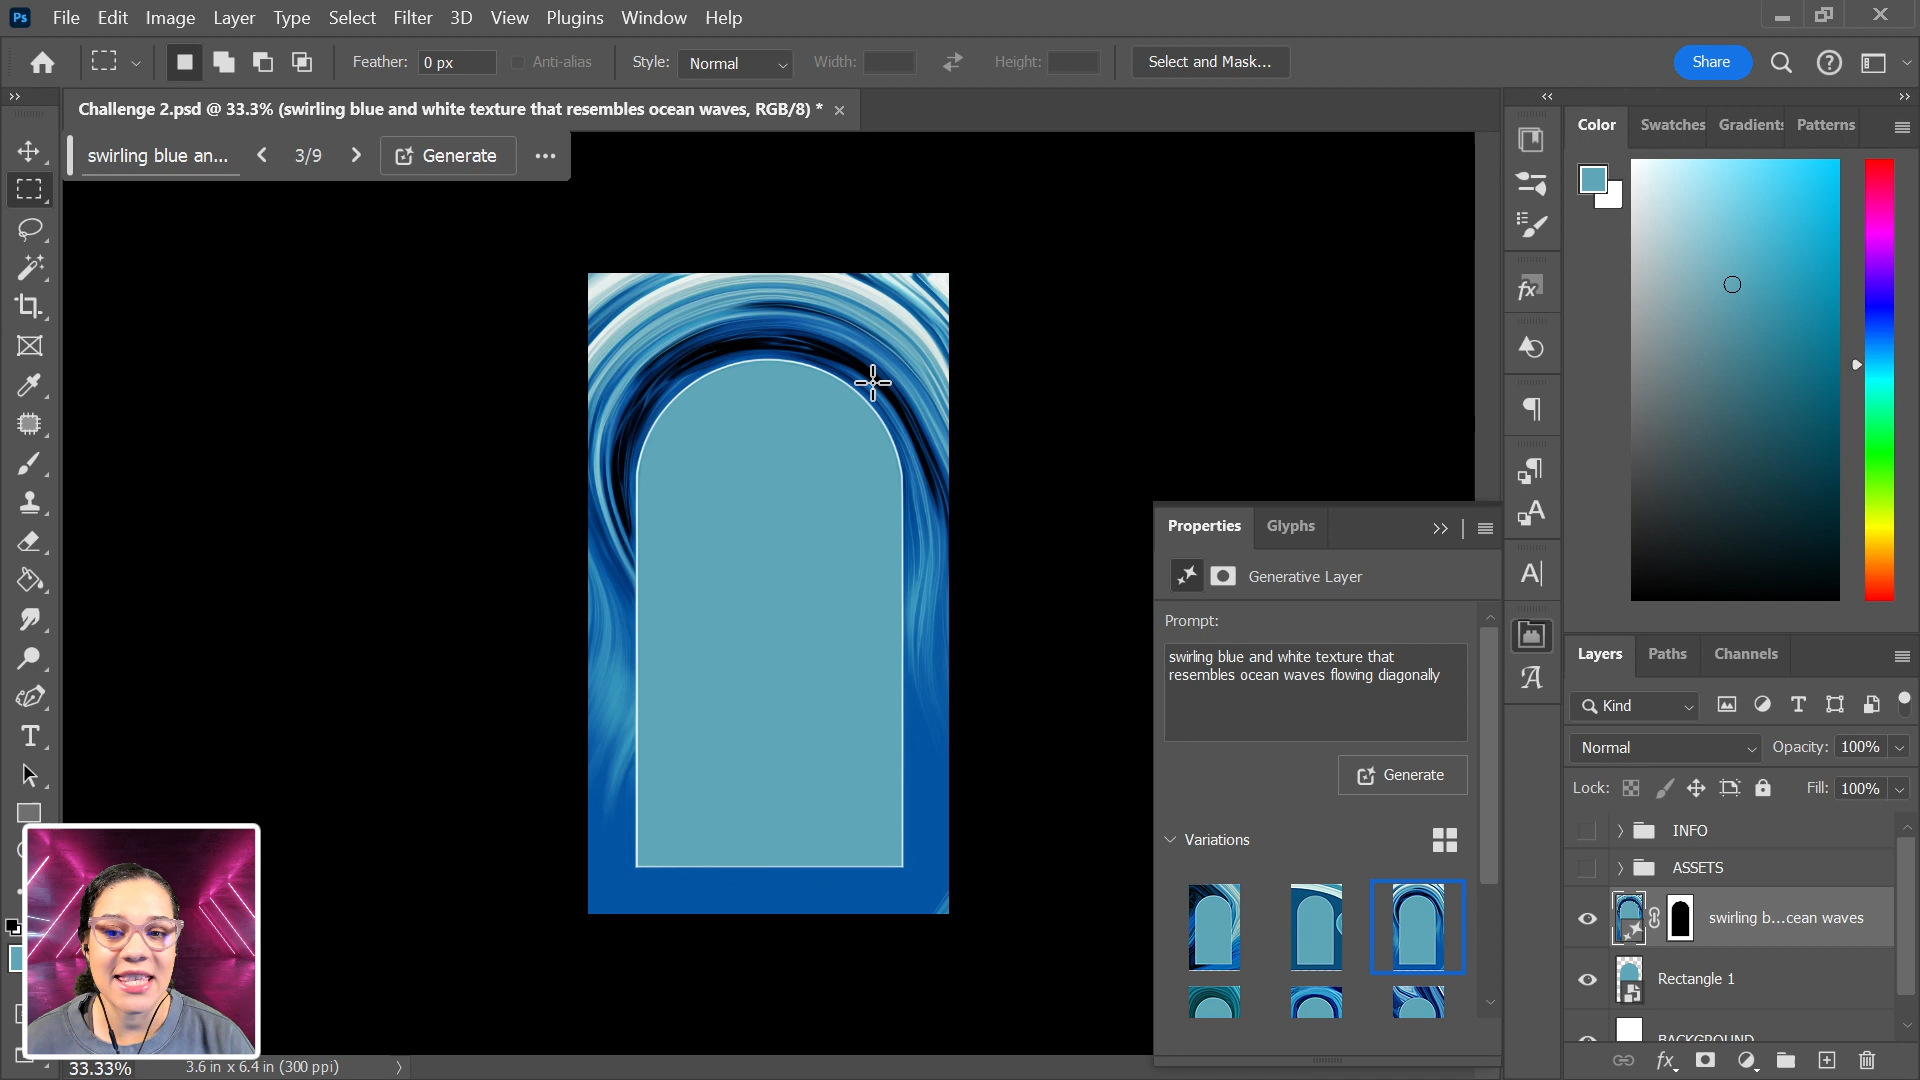 Ps File Edit Image Layer Type Select Filter 3D View Plugins Window Help
Feather: 0 px Anti-alias Style: Normal Width: Height: Select and Mask... Share
Challenge 2.psd @ 33.3% (swirling blue and white texture that resembles ocean waves, RGB/8) *
swirling blue an... 3/9 Generate
Color Swatches Gradients Patterns
Properties Glyphs
Generative Layer
Prompt:
swirling blue and white texture that
resembles ocean waves flowing diagonally
Generate
Variations
Layers Paths Channels
Kind
Normal Opacity: 100%
Lock: Fill: 100%
INFO
ASSETS
swirling b...cean waves
Rectangle 1
BACKGROUND
33.33% 3.6 in x 6.4 in (300 ppi)